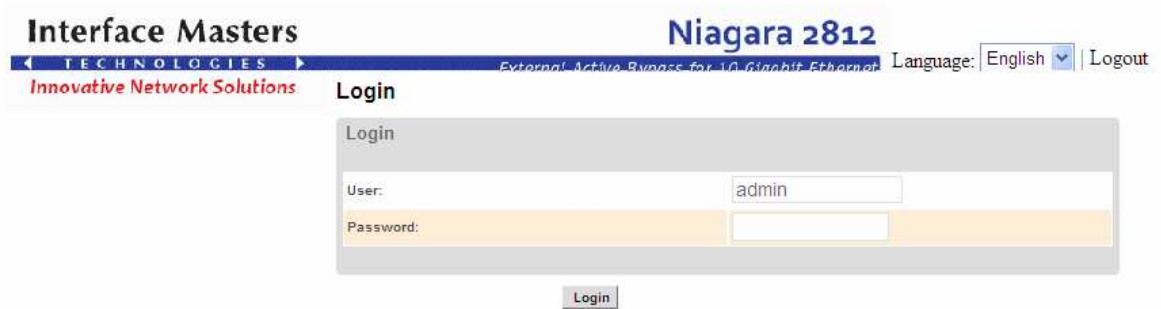 Interface Masters
TECHNOLOGIES
Innovative Network Solutions
Niagara 2812
External Active Bypass for 10 Gigabit Ethernet
Language: English | Logout
Login
Login
User: admin
Password:
Login